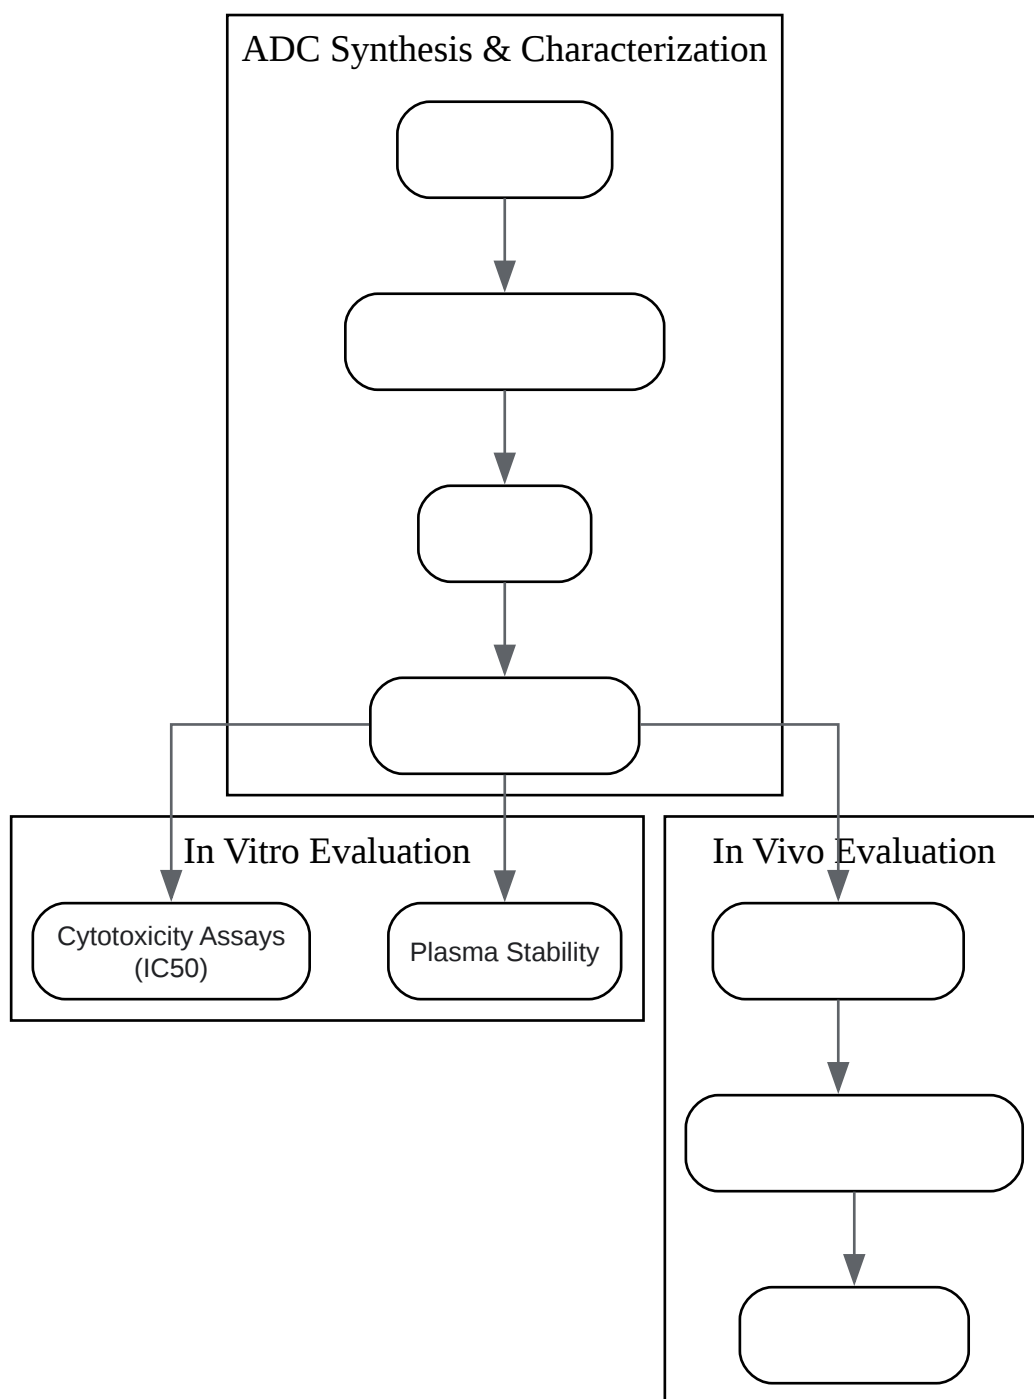 ADC Synthesis & Characterization
In Vitro Evaluation
Cytotoxicity Assays
(IC50)
Plasma Stability
In Vivo Evaluation